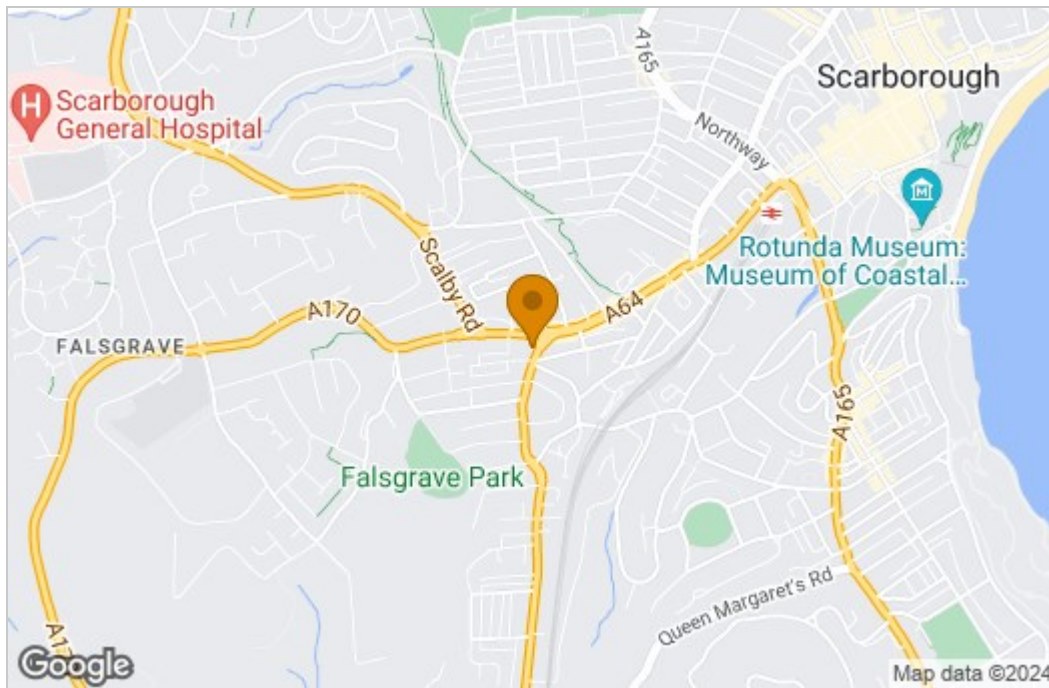 A165
Scarborough
H
Scarborough
General Hospital
Northway
M
Rotunda Museum:
Museum of Coastal...
Scalby Rd
A64
A170
FALSGRAVE
A165
Falsgrave Park
Queen Margaret's Rd
Google
Map data ©2024